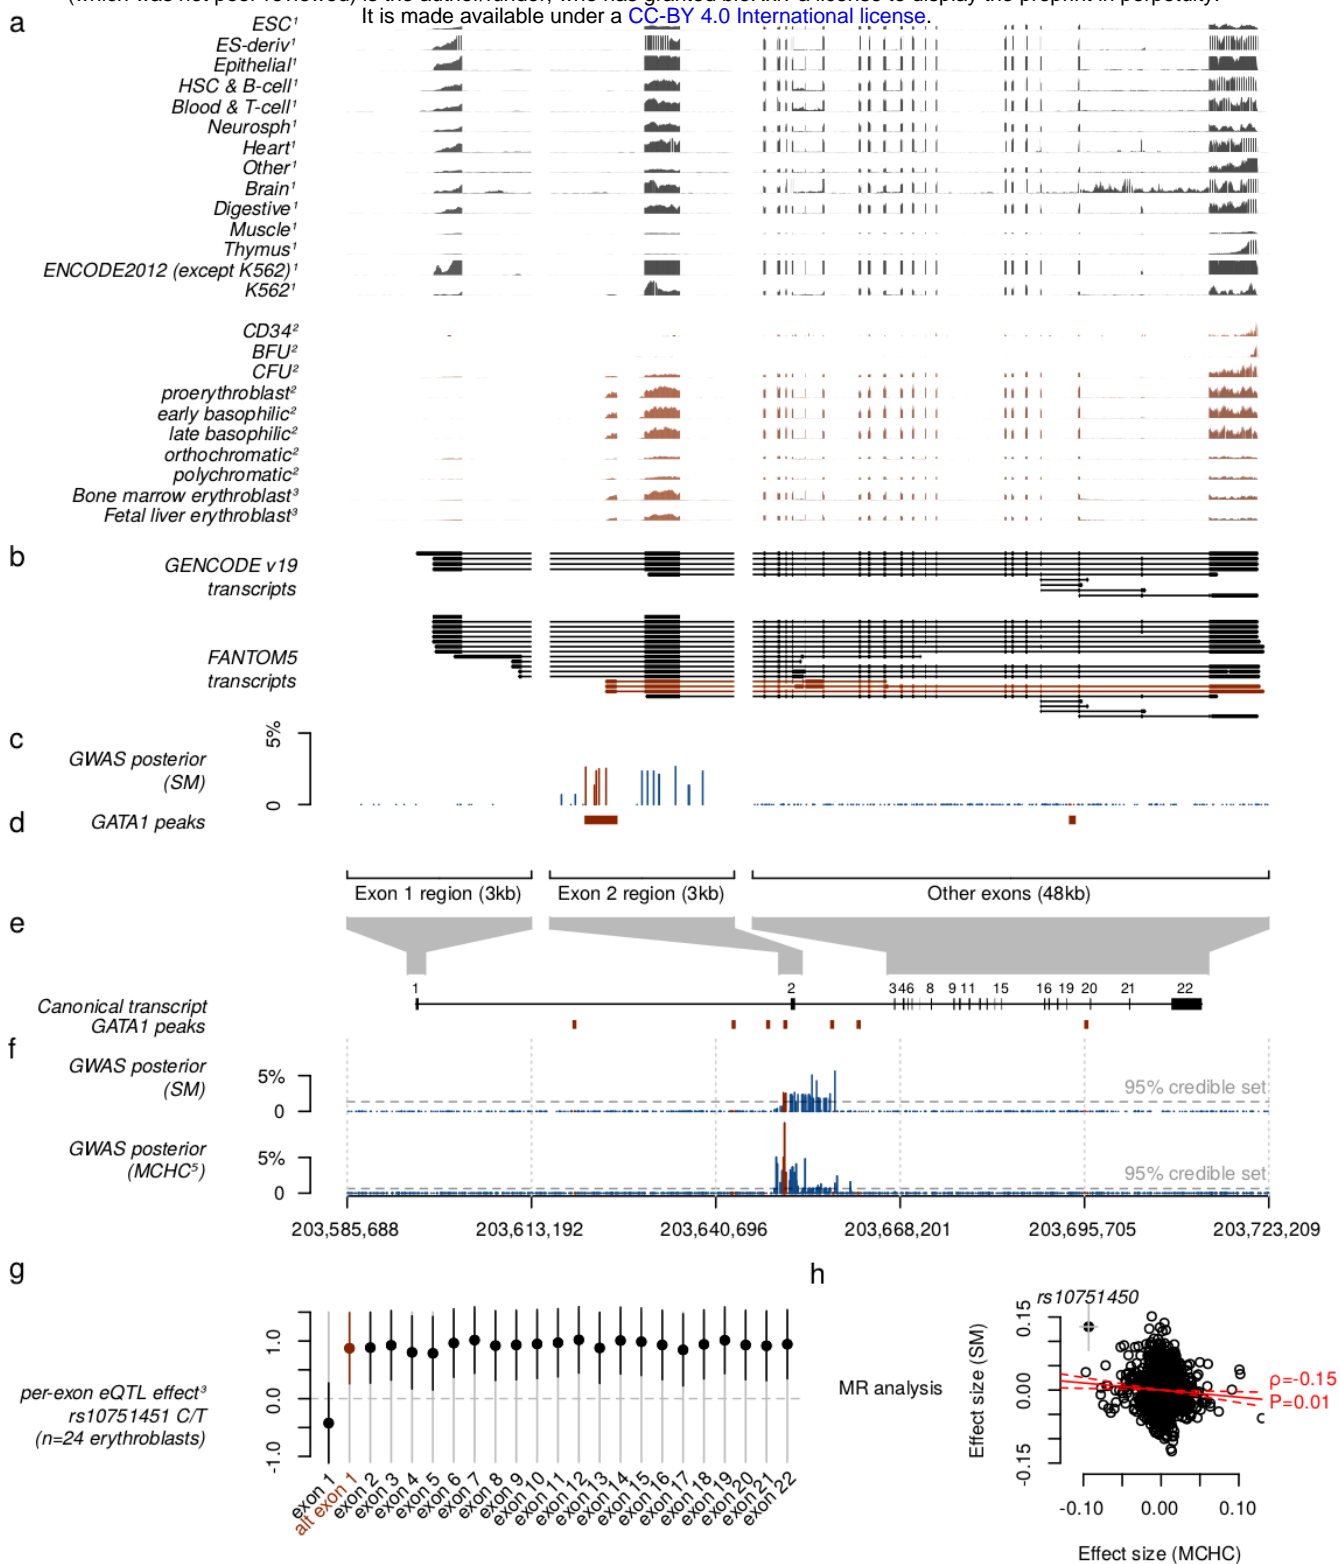 It is made available under a CC-BY 4.0 International license.
a
ESC¹
ES-deriv¹
Epithelial¹
HSC & B-cell¹
Blood & T-cell¹
Neurosph¹
Heart¹
Other¹
Brain¹
Digestive¹
Muscle¹
Thymus¹
ENCODE2012 (except K562)¹
K562¹
CD34²
BFU²
CFU²
proerythroblast²
early basophilic²
late basophilic²
orthochromatic²
polychromatic²
Bone marrow erythroblast³
Fetal liver erythroblast³
b
GENCODE v19
transcripts
FANTOM5
transcripts
c
GWAS posterior
(SM)
5%
0
d
GATA1 peaks
Exon 1 region (3kb)
Exon 2 region (3kb)
Other exons (48kb)
e
1 2 3 4 6 8 9 11 15 16 19 20 21 22
Canonical transcript
GATA1 peaks
f
GWAS posterior
(SM)
5%
0
95% credible set
GWAS posterior
(MCHC⁵)
5%
0
95% credible set
203,585,688 203,613,192 203,640,696 203,668,201 203,695,705 203,723,209
g
per-exon eQTL effect³
rs10751451 C/T
(n=24 erythroblasts)
1.0
0.0
-1.0
exon 1
alt exon 1
exon 2
exon 3
exon 4
exon 5
exon 6
exon 7
exon 8
exon 9
exon 10
exon 11
exon 12
exon 13
exon 14
exon 15
exon 16
exon 17
exon 18
exon 19
exon 20
exon 21
exon 22
h
MR analysis
rs10751450
Effect size (SM)
0.15
0.00
-0.15
ρ=-0.15
P=0.01
-0.10 0.00 0.10
Effect size (MCHC)